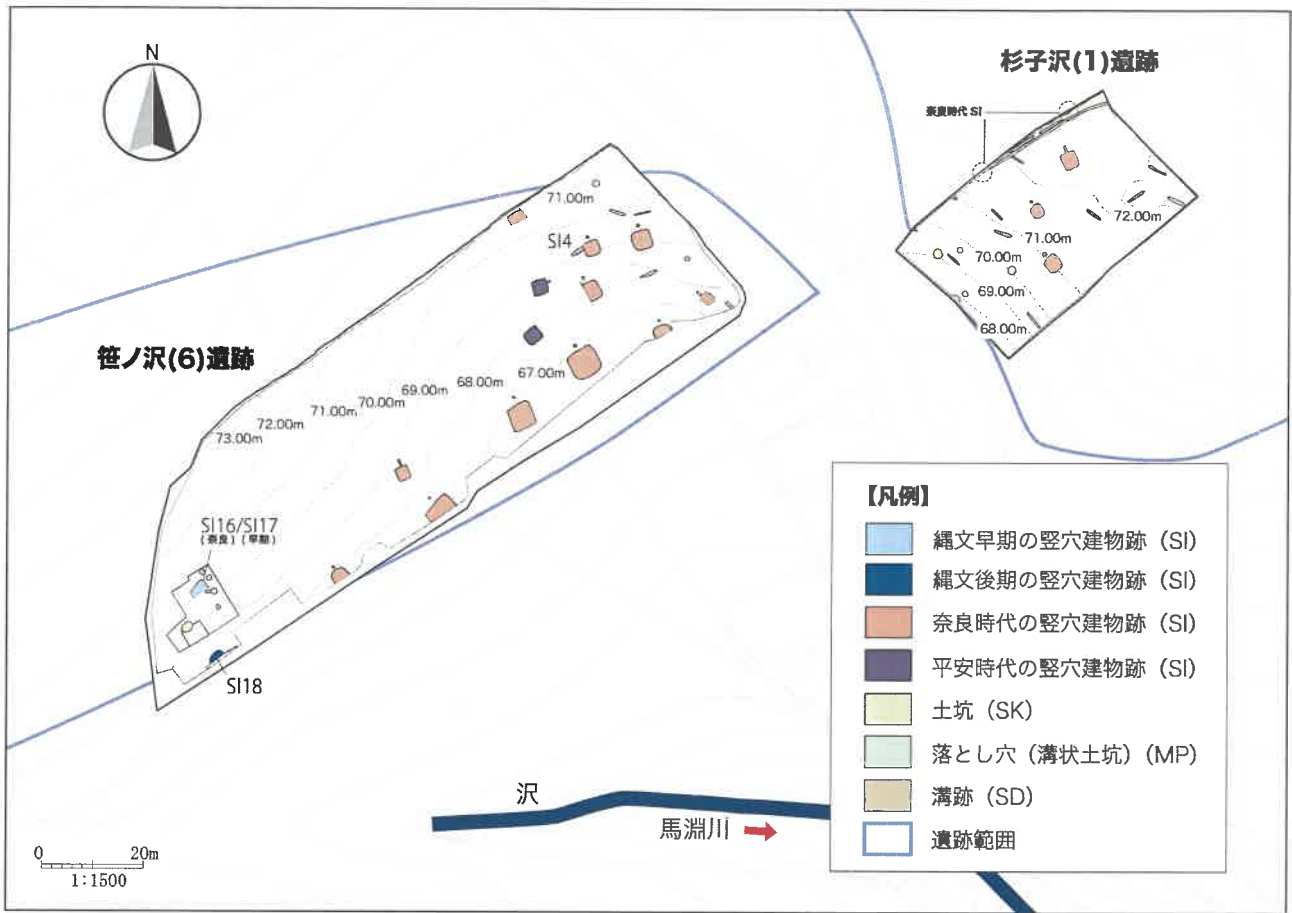 N
杉子沢(1)遺跡
奈良時代 SI
71.00m
SI4
72.00m
71.00m
70.00m
69.00m
68.00m
笹ノ沢(6)遺跡
67.00m
68.00m
69.00m
70.00m
71.00m
72.00m
73.00m
SI16/SI17
(奈良) (早期)
SI18
【凡例】
縄文早期の竪穴建物跡 (SI)
縄文後期の竪穴建物跡 (SI)
奈良時代の竪穴建物跡 (SI)
平安時代の竪穴建物跡 (SI)
土坑 (SK)
落とし穴 (溝状土坑) (MP)
溝跡 (SD)
遺跡範囲
沢
馬淵川
0 20m
1:1500